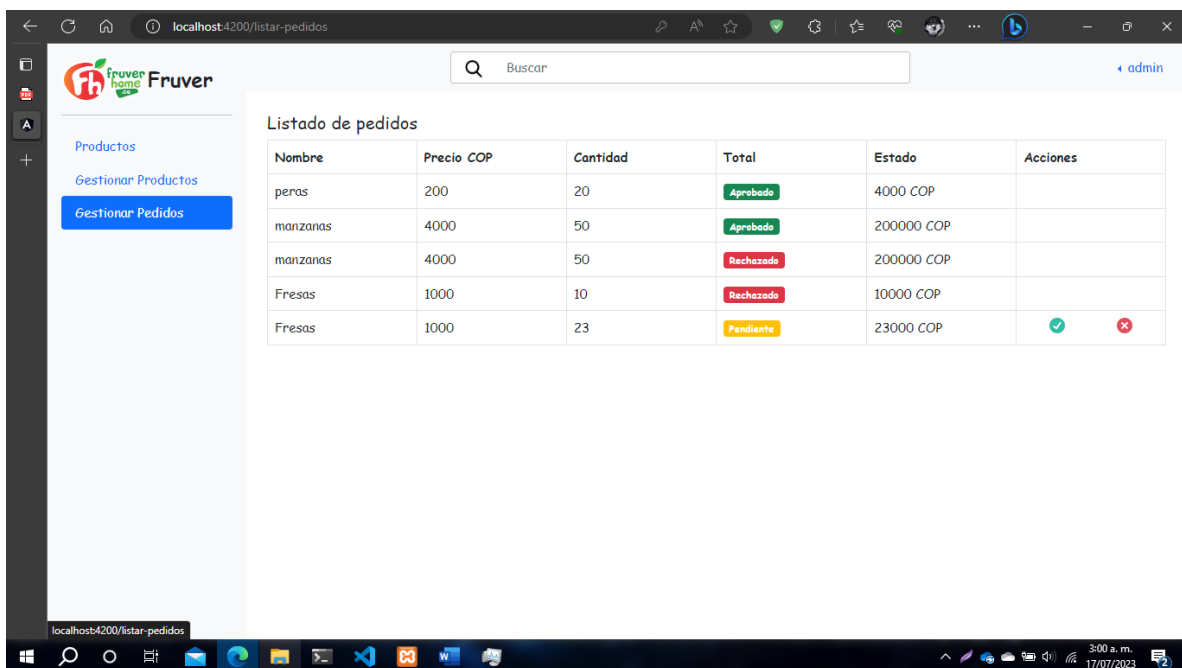 localhost:4200/listar-pedidos
fruver home .co Fruver
Buscar
admin
Productos
Gestionar Productos
Gestionar Pedidos
Listado de pedidos
Nombre Precio COP Cantidad Total Estado Acciones
peras 200 20 Aprobado 4000 COP
manzanas 4000 50 Aprobado 200000 COP
manzanas 4000 50 Rechazado 200000 COP
Fresas 1000 10 Rechazado 10000 COP
Fresas 1000 23 Pendiente 23000 COP
localhost:4200/listar-pedidos
3:00 a. m.
17/07/2023
2